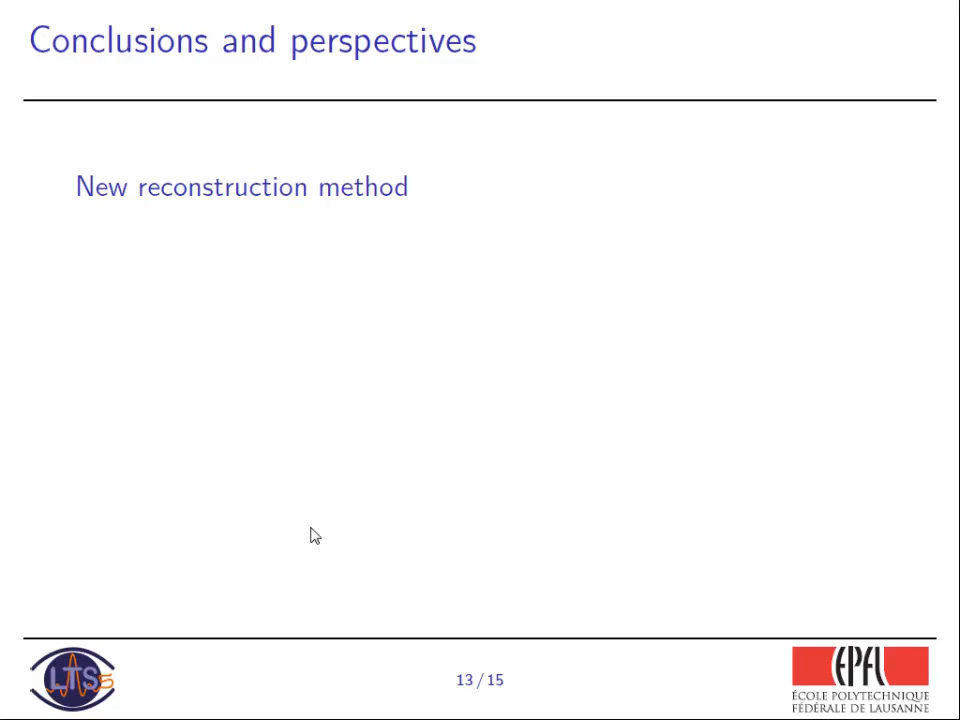 Conclusions and perspectives
New reconstruction method
LTS5
13 / 15
EPFL
ÉCOLE POLYTECHNIQUE
FÉDÉRALE DE LAUSANNE